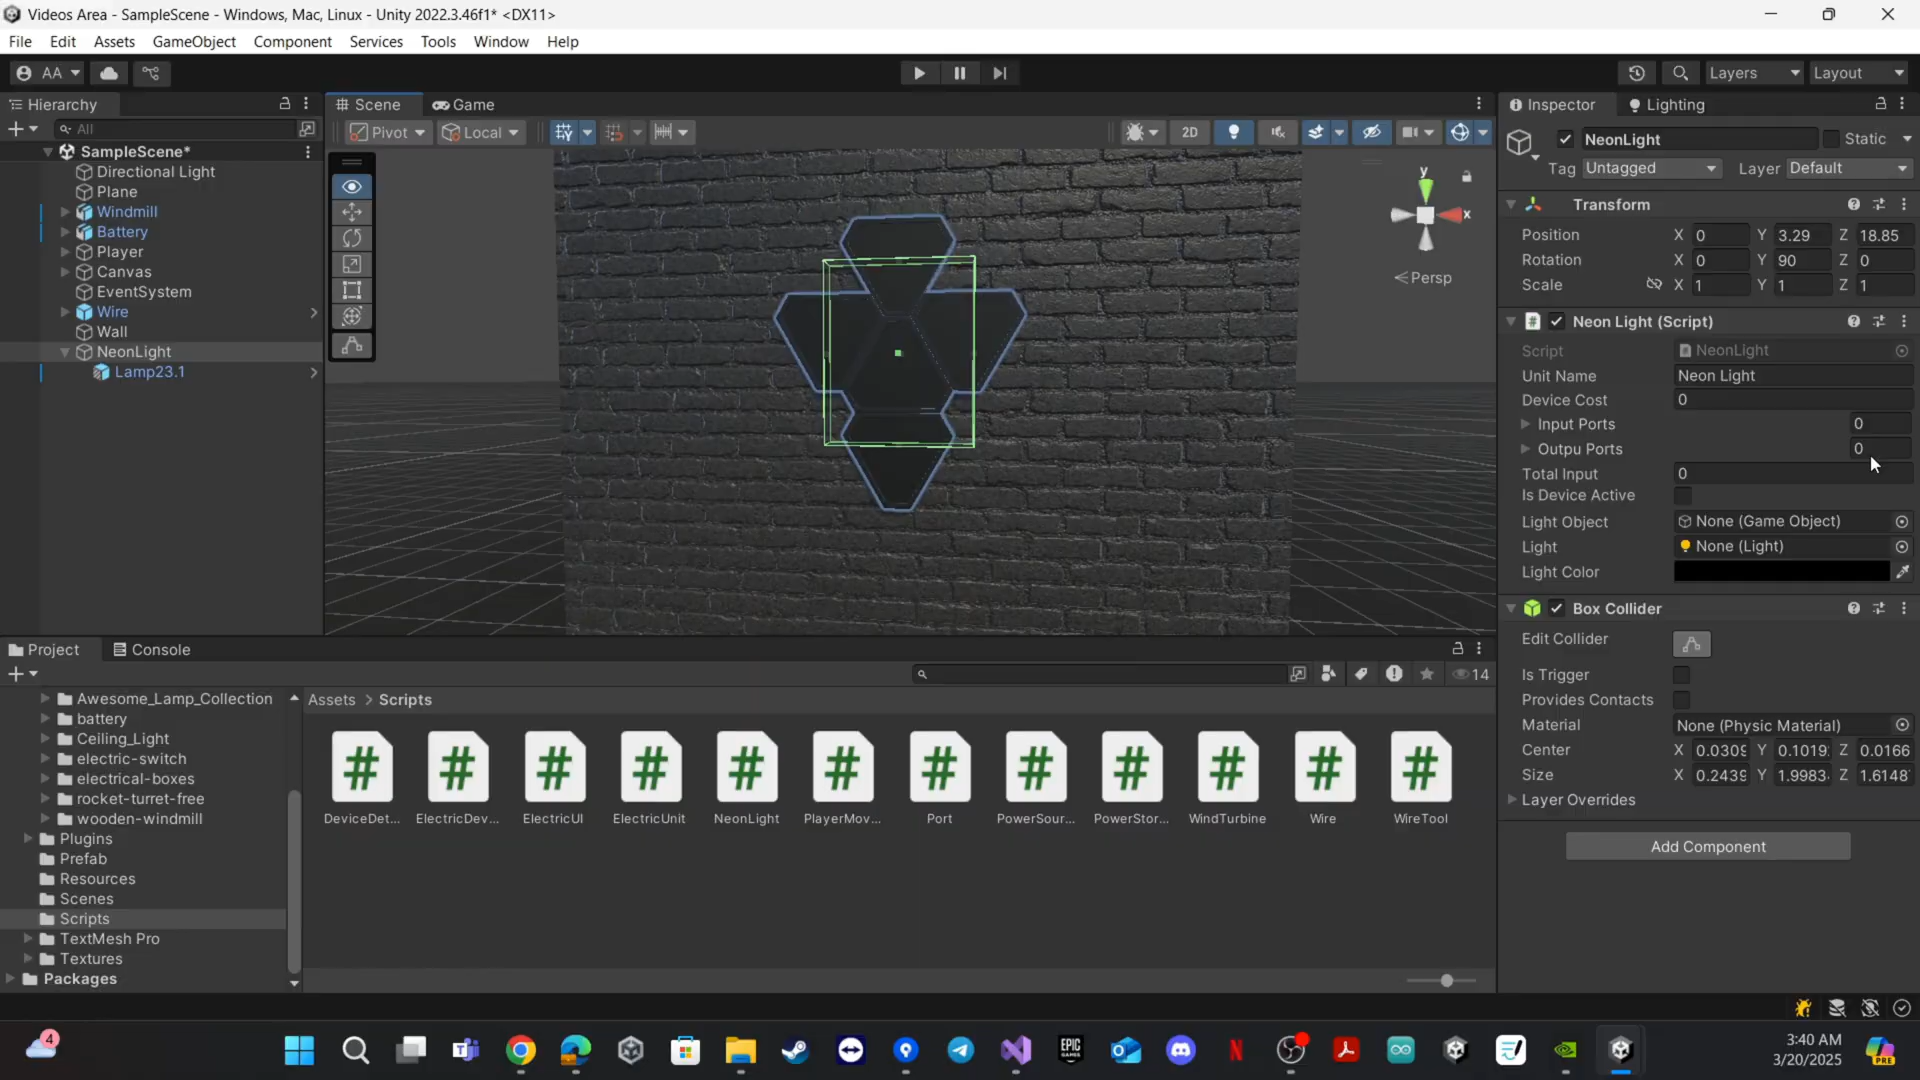 Videos Area - SampleScene - Windows, Mac, Linux - Unity 2022.3.46f1* <DX11>
File Edit Assets GameObject Component Services Tools Window Help
AA Layers Layout
Hierarchy
All
SampleScene*
Directional Light
Plane
Windmill
Battery
Player
Canvas
EventSystem
Wire
Wall
NeonLight
Lamp23.1
Scene Game
Pivot Local 2D
y
x
Persp
Inspector Lighting
NeonLight Static
Tag Untagged Layer Default
Transform
Position X 0 Y 3.29 Z 18.85
Rotation X 0 Y 90 Z 0
Scale X 1 Y 1 Z 1
Neon Light (Script)
Script NeonLight
Unit Name Neon Light
Device Cost 0
Input Ports 0
Outpu Ports 0
Total Input 0
Is Device Active
Light Object None (Game Object)
Light None (Light)
Light Color
Box Collider
Edit Collider
Is Trigger
Provides Contacts
Material None (Physic Material)
Center X 0.0309 Y 0.1019 Z 0.0166
Size X 0.2439 Y 1.9983 Z 1.6148
Layer Overrides
Add Component
Project Console
14
Awesome_Lamp_Collection
battery
Ceiling_Light
electric-switch
electrical-boxes
rocket-turret-free
wooden-windmill
Plugins
Prefab
Resources
Scenes
Scripts
TextMesh Pro
Textures
Packages
Assets > Scripts
DeviceDet... ElectricDev... ElectricUI ElectricUnit NeonLight PlayerMov... Port PowerSour... PowerStor... WindTurbine Wire WireTool
4
EPIC GAMES
PRE
3:40 AM
3/20/2025